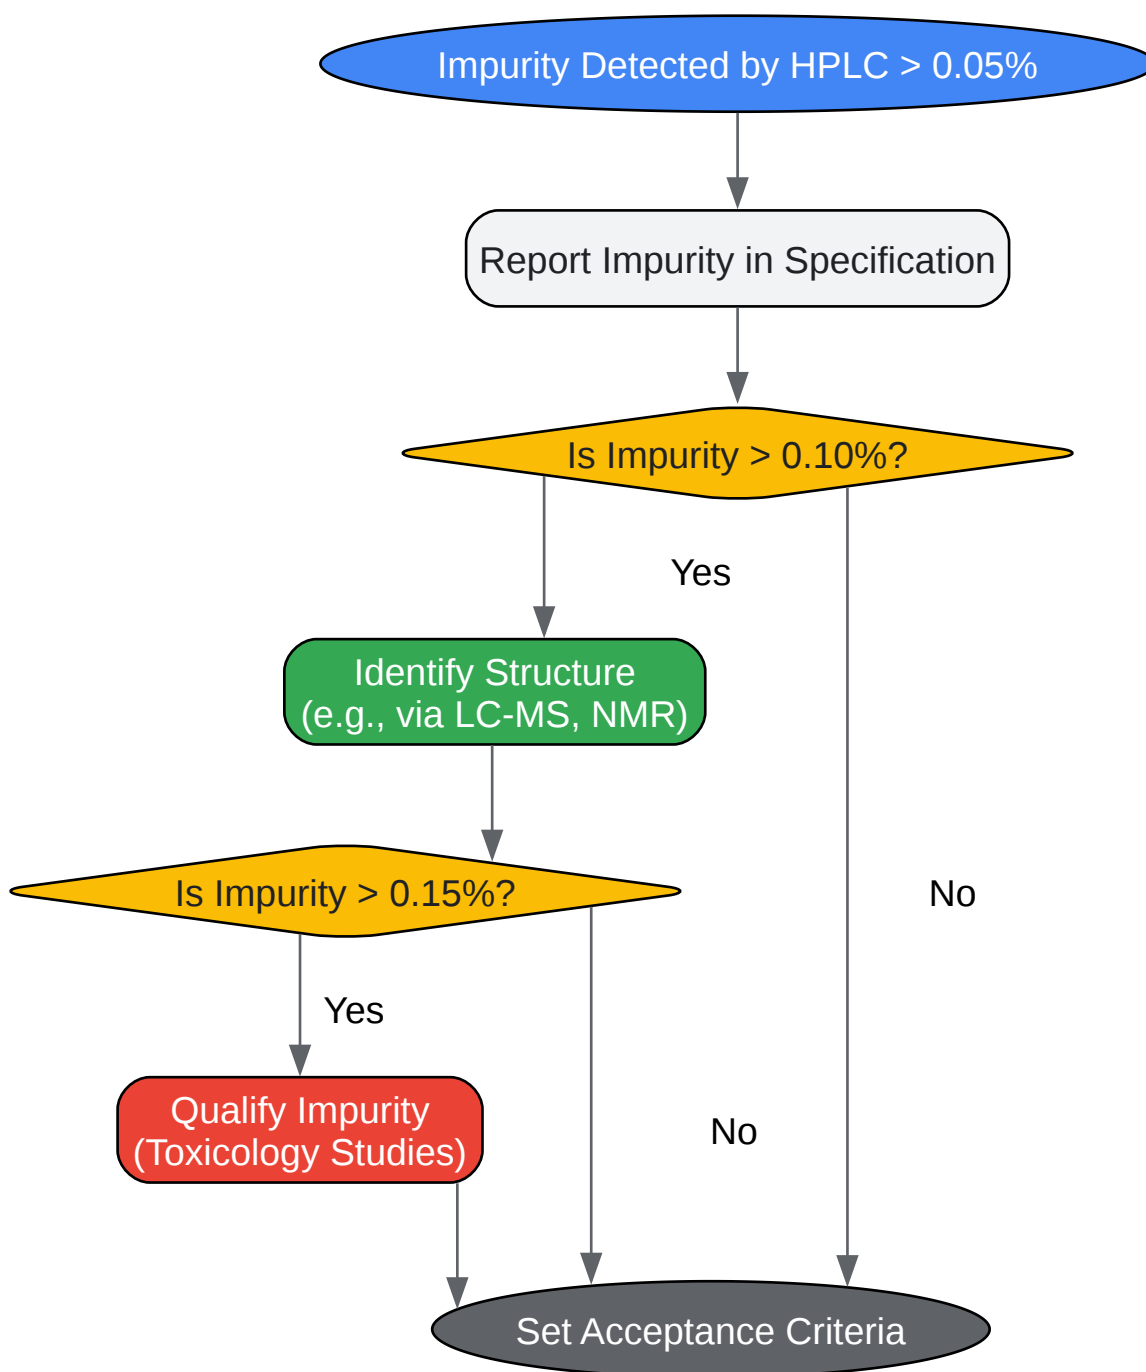 Impurity Detected by HPLC > 0.05%
Report Impurity in Specification
Is Impurity > 0.10%?
Yes
Identify Structure
(e.g., via LC-MS, NMR)
Is Impurity > 0.15%?
No
Yes
Qualify Impurity
(Toxicology Studies)
No
Set Acceptance Criteria